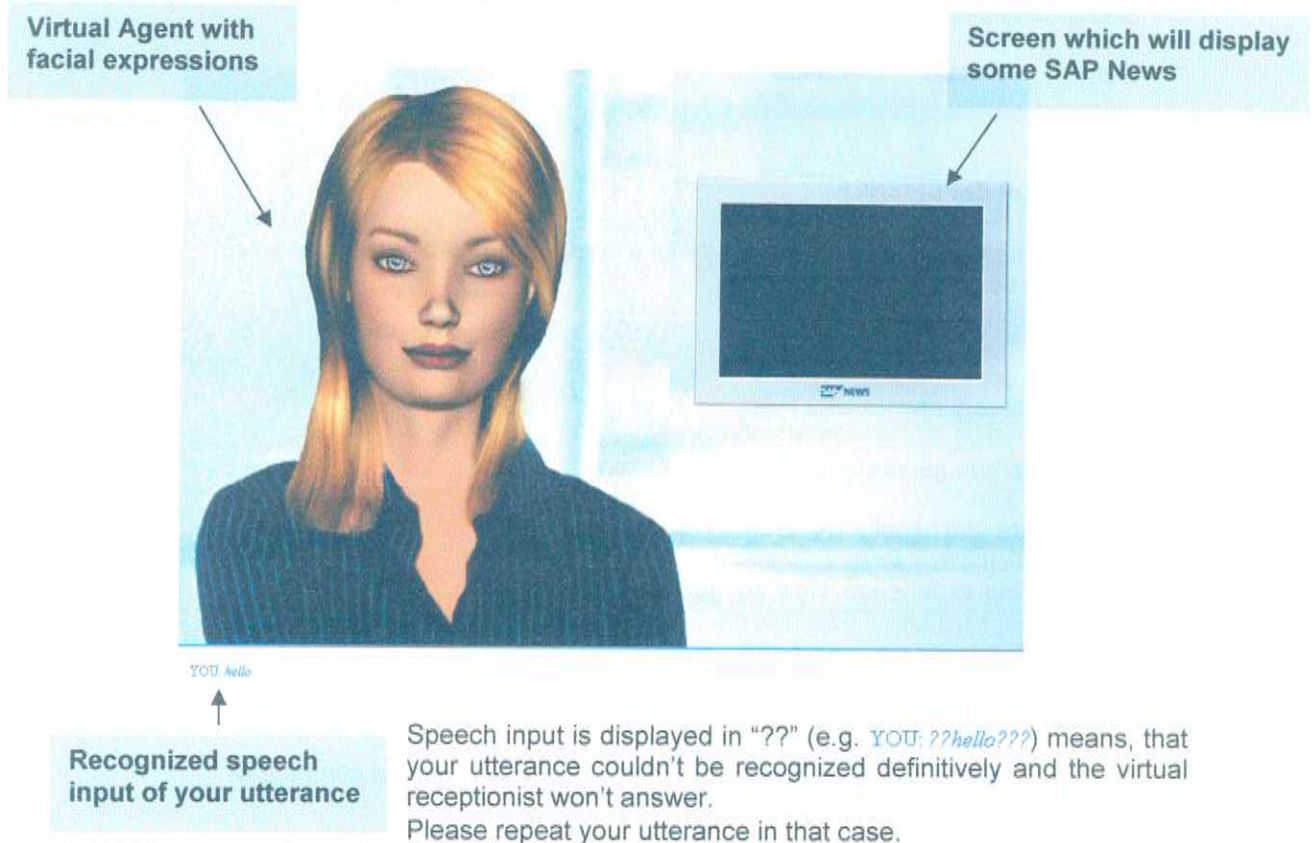 Virtual Agent with
facial expressions
Screen which will display
some SAP News
SAP NEWS
YOU: hello
Recognized speech
input of your utterance
Speech input is displayed in “??” (e.g. YOU: ??hello???) means, that
your utterance couldn't be recognized definitively and the virtual
receptionist won't answer.
Please repeat your utterance in that case.